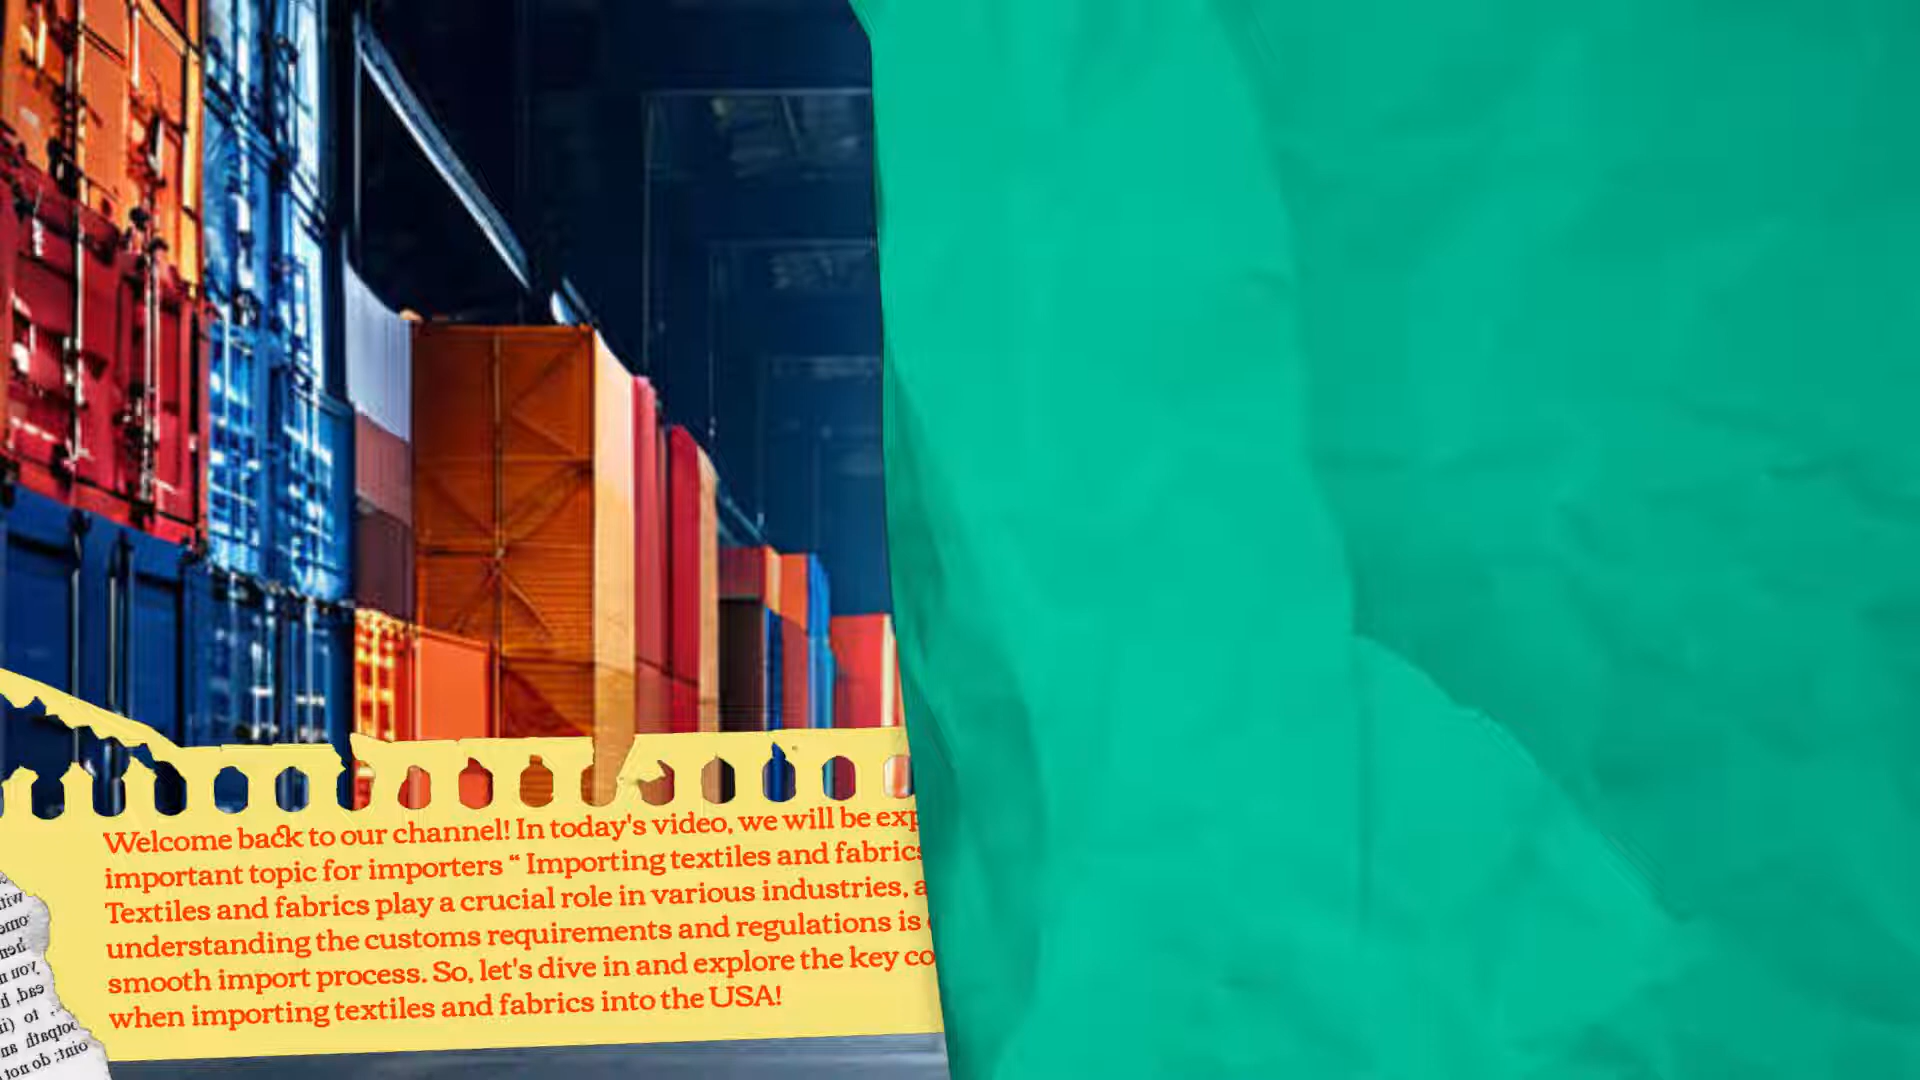 Welcome back to our channel! In today's video, we will be exp
important topic for importers “ Importing textiles and fabrics
Textiles and fabrics play a crucial role in various industries, a
understanding the customs requirements and regulations is
smooth import process. So, let's dive in and explore the key co
when importing textiles and fabrics into the USA!